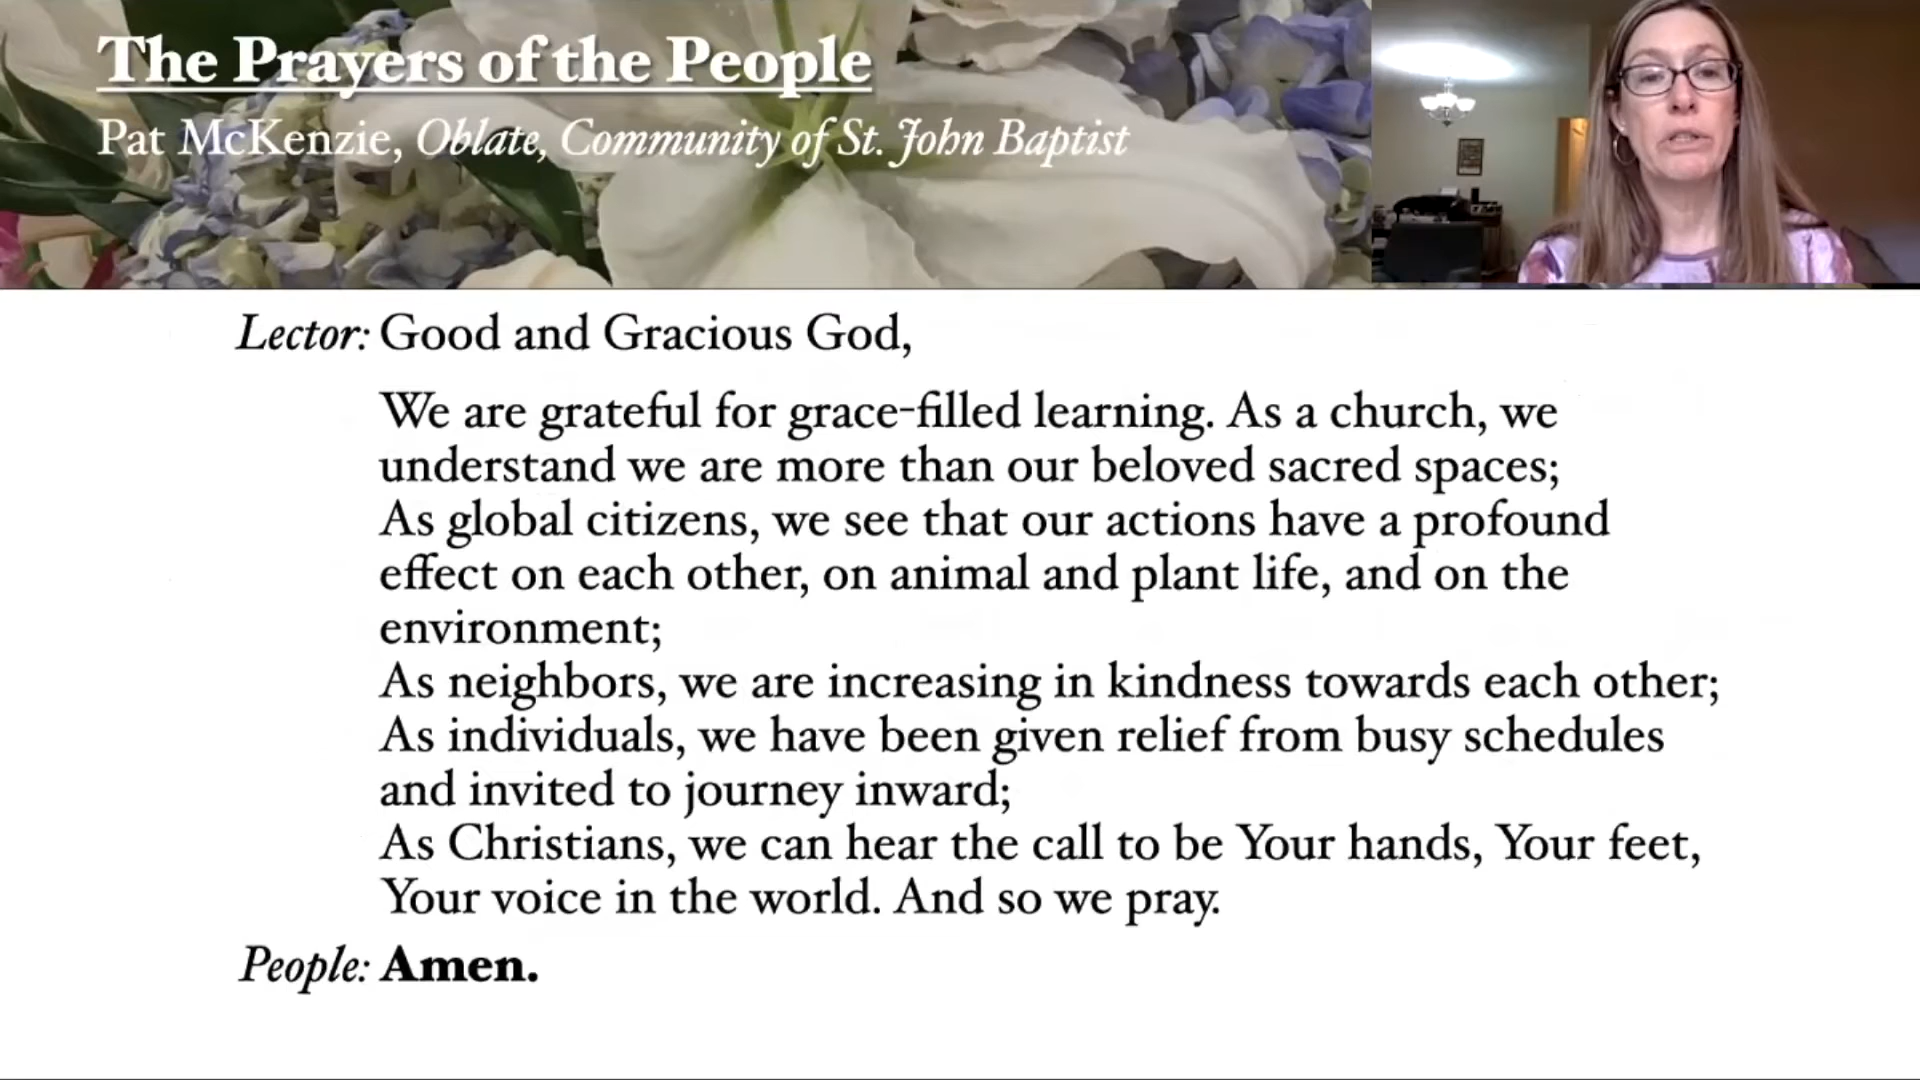 The Prayers of the People
Pat McKenzie, Oblate, Community of St. John Baptist
Lector: Good and Gracious God,
We are grateful for grace-filled learning. As a church, we
understand we are more than our beloved sacred spaces;
As global citizens, we see that our actions have a profound
effect on each other, on animal and plant life, and on the
environment;
As neighbors, we are increasing in kindness towards each other;
As individuals, we have been given relief from busy schedules
and invited to journey inward;
As Christians, we can hear the call to be Your hands, Your feet,
Your voice in the world. And so we pray.
People: Amen.